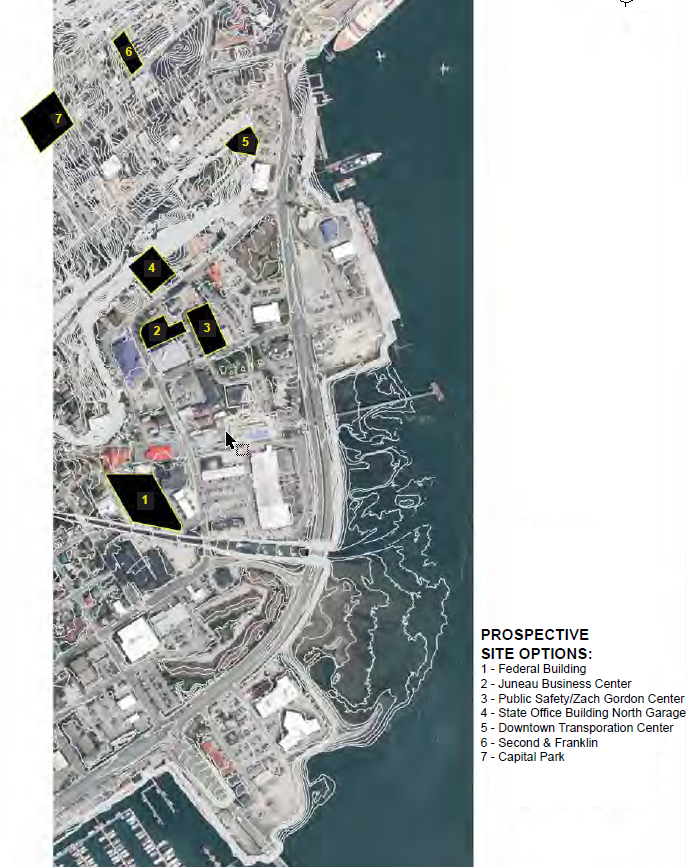 6
7
5
4
2
3
1
PROSPECTIVE
SITE OPTIONS:
1 - Federal Building
2 - Juneau Business Center
3 - Public Safety/Zach Gordon Center
4 - State Office Building North Garage
5 - Downtown Transporation Center
6 - Second & Franklin
7 - Capital Park